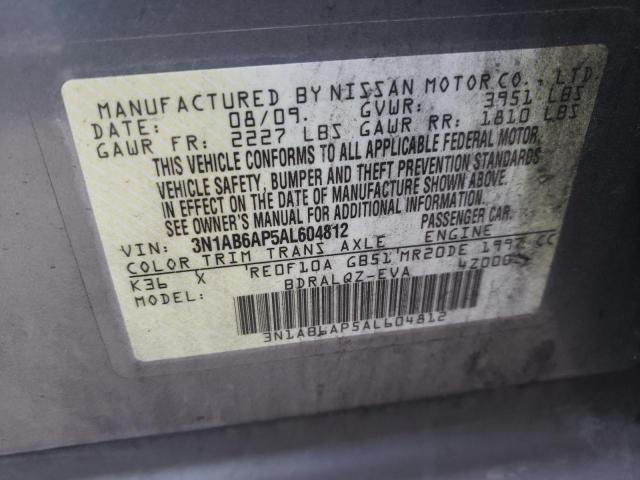 MANUFACTURED BY NISSAN MOTOR CO., LTD.
DATE: 08/09. GVWR: 3951 LBS
GAWR FR: 2227 LBS GAWR RR: 1810 LBS
THIS VEHICLE CONFORMS TO ALL APPLICABLE FEDERAL MOTOR
VEHICLE SAFETY, BUMPER AND THEFT PREVENTION STANDARDS
IN EFFECT ON THE DATE OF MANUFACTURE SHOWN ABOVE.
SEE OWNER'S MANUAL FOR ADDITIONAL INFORMATION.
VIN: 3N1AB6AP5AL604812 PASSENGER CAR
COLOR TRIM TRANS AXLE ENGINE
K36 X RE0F10A GB51 MR20DE 1997 CC
MODEL: BDRALQZ-EVA
3N1AB6AP5AL604812